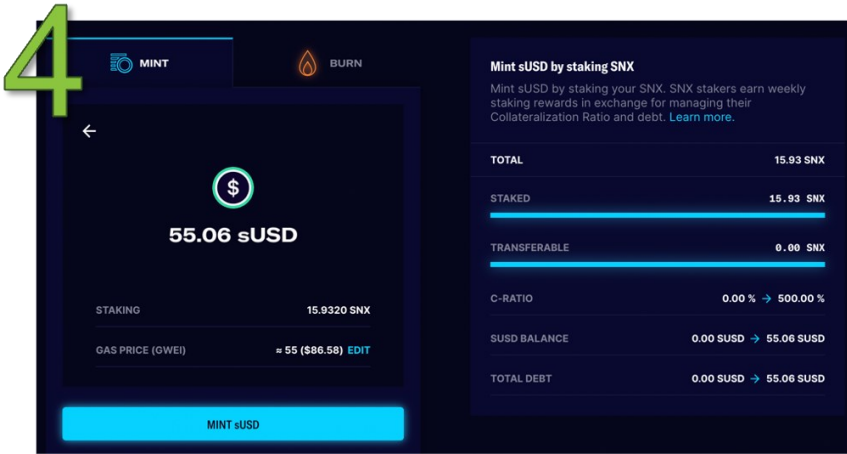 4
MINT
BURN
55.06 sUSD
STAKING 15.9320 SNX
GAS PRICE (GWEI) ≈ 55 ($86.58) EDIT
MINT sUSD
Mint sUSD by staking SNX
Mint sUSD by staking your SNX. SNX stakers earn weekly
staking rewards in exchange for managing their
Collateralization Ratio and debt. Learn more.
TOTAL 15.93 SNX
STAKED 15.93 SNX
TRANSFERABLE 0.00 SNX
C-RATIO 0.00 % → 500.00 %
SUSD BALANCE 0.00 SUSD → 55.06 SUSD
TOTAL DEBT 0.00 SUSD → 55.06 SUSD